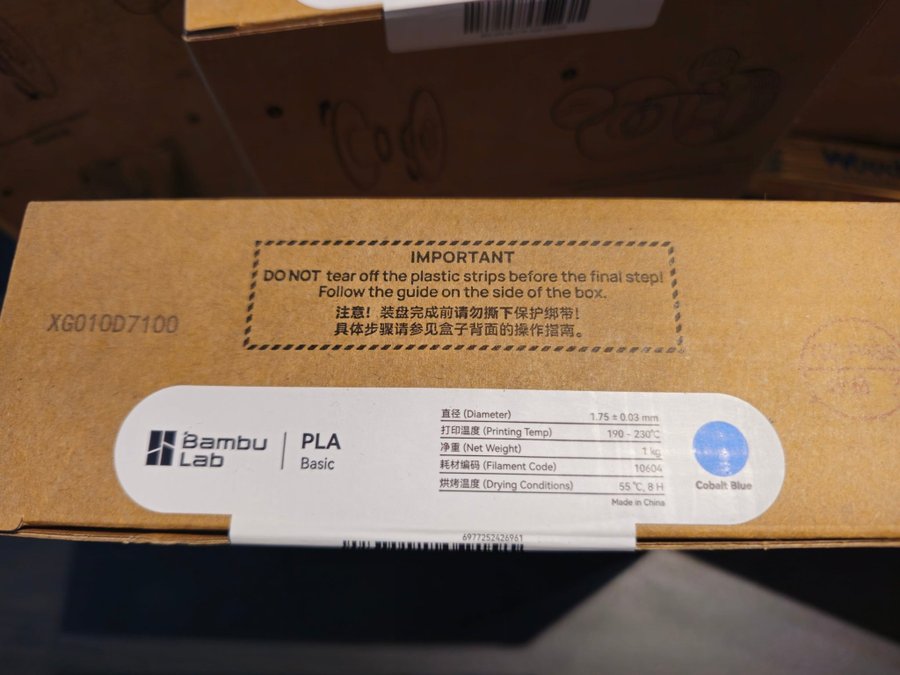 IMPORTANT
DO NOT tear off the plastic strips before the final step!
Follow the guide on the side of the box.
注意！装盘完成前请勿撕下保护绑带！
具体步骤请参见盒子背面的操作指南。
XG010D7100
Bambu
Lab
PLA
Basic
直径 (Diameter) 1.75 ± 0.03 mm
打印温度 (Printing Temp) 190 - 230℃
净重 (Net Weight) 1 kg
耗材编码 (Filament Code) 10604
烘烤温度 (Drying Conditions) 55 ℃, 8 H
Made in China
Cobalt Blue
6977252426961